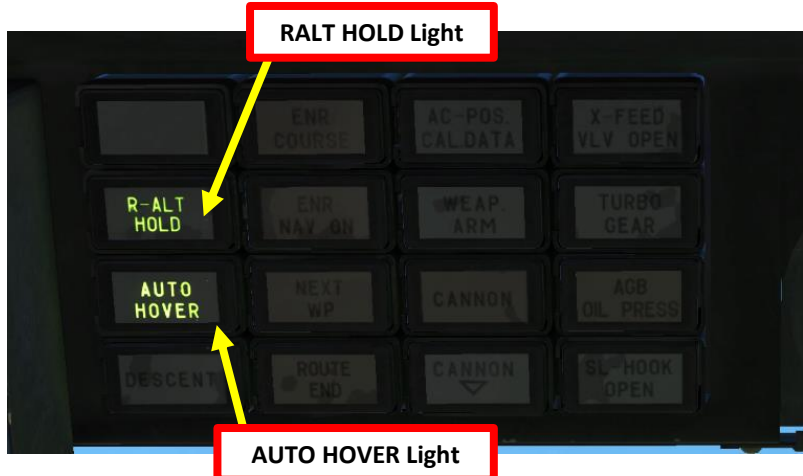 RALT HOLD Light
ENR
COURSE
AC-POS.
CAL.DATA
X-FEED
VLV OPEN
R-ALT
HOLD
ENR
NAV ON
WEAP.
ARM
TURBO
GEAR
AUTO
HOVER
NEXT
WP
CANNON
AGB
OIL PRESS
DESCENT
ROUTE
END
CANNON
SL-HOOK
OPEN
AUTO HOVER Light